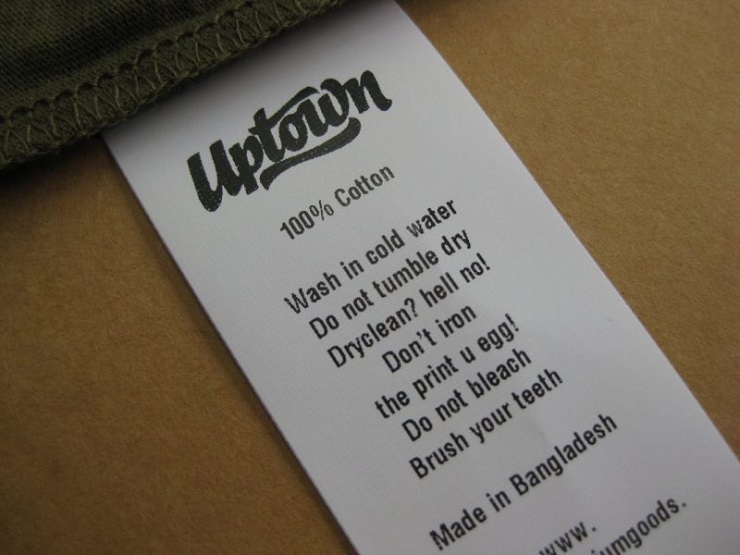 Uptown
100% Cotton
Wash in cold water
Do not tumble dry
Dryclean? hell no!
Don't iron
the print u egg!
Do not bleach
Brush your teeth
Made in Bangladesh
www.
umgoods.